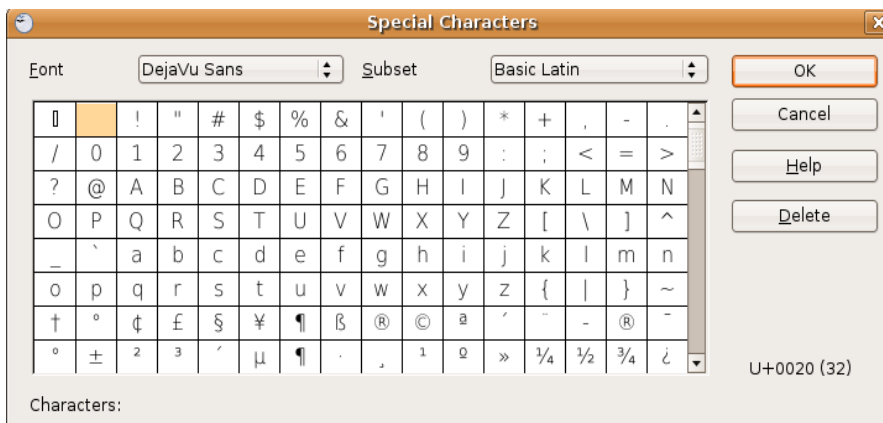 Special Characters
Font DejaVu Sans Subset Basic Latin OK
! " # $ % & ' ( ) * + , - . Cancel
/ 0 1 2 3 4 5 6 7 8 9 : ; < = >
? @ A B C D E F G H I J K L M N Help
O P Q R S T U V W X Y Z [ \ ] ^ Delete
_ ` a b c d e f g h i j k l m n
o p q r s t u v w x y z { | } ~
† ° ¢ £ § ¥ ¶ ß ® © ª ´ ¨ - ® ¯
° ± ² ³ ´ µ ¶ · ¸ ¹ º » ¼ ½ ¾ ¿
U+0020 (32)
Characters: